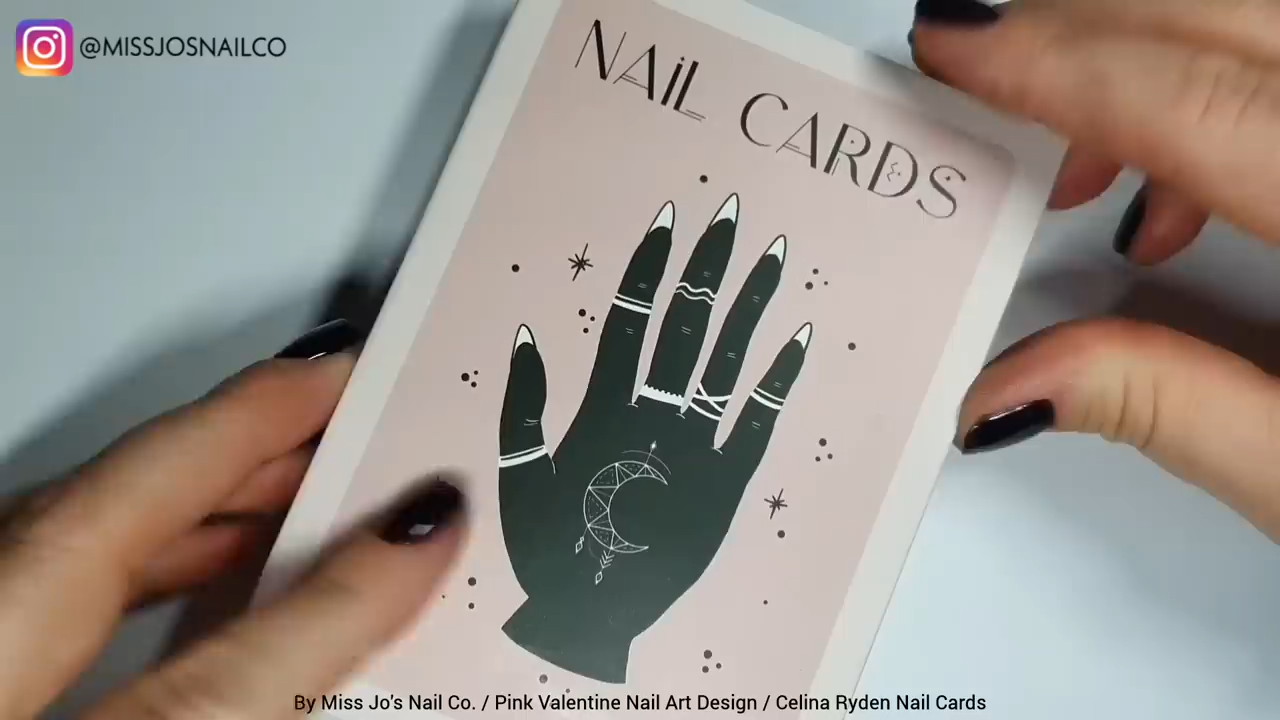 @MISSJOSNAILCO
NAIL CARDS
By Miss Jo's Nail Co. / Pink Valentine Nail Art Design / Celina Ryden Nail Cards